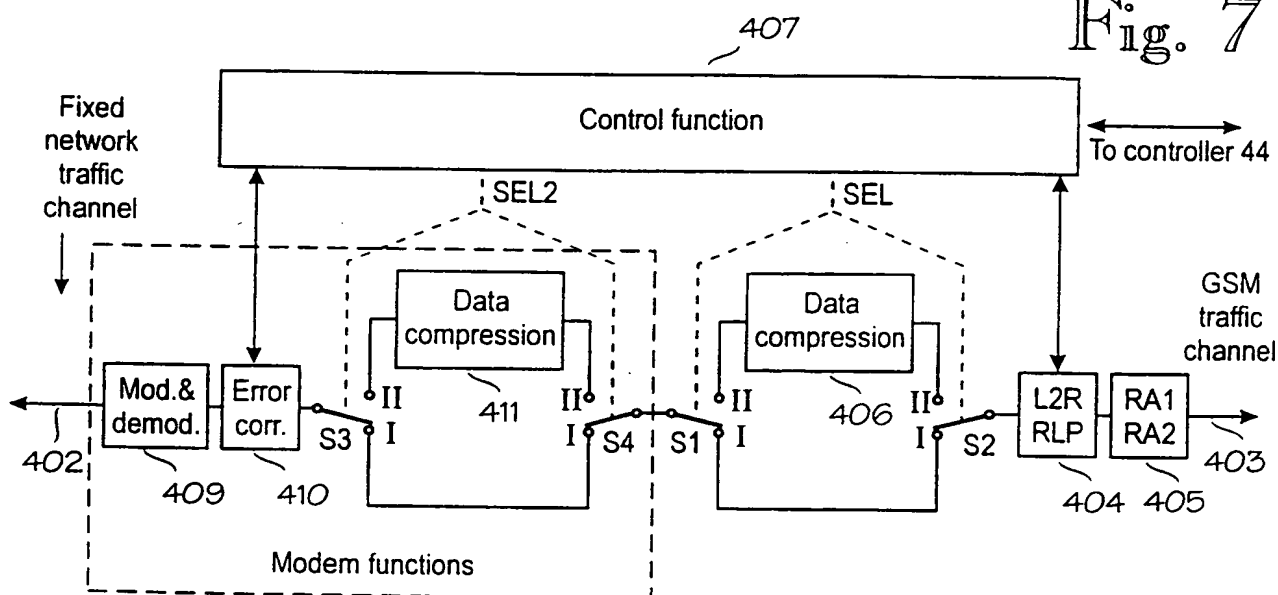 Fig. 7
407
Control function
To controller 44
Fixed
network
traffic
channel
SEL2
SEL
Data
compression
411
Data
compression
406
GSM
traffic
channel
II
II
II
II
I
I
I
I
S3
S4
S1
S2
Mod.&
demod.
Error
corr.
L2R
RLP
RA1
RA2
402
409
410
404
405
403
Modem functions